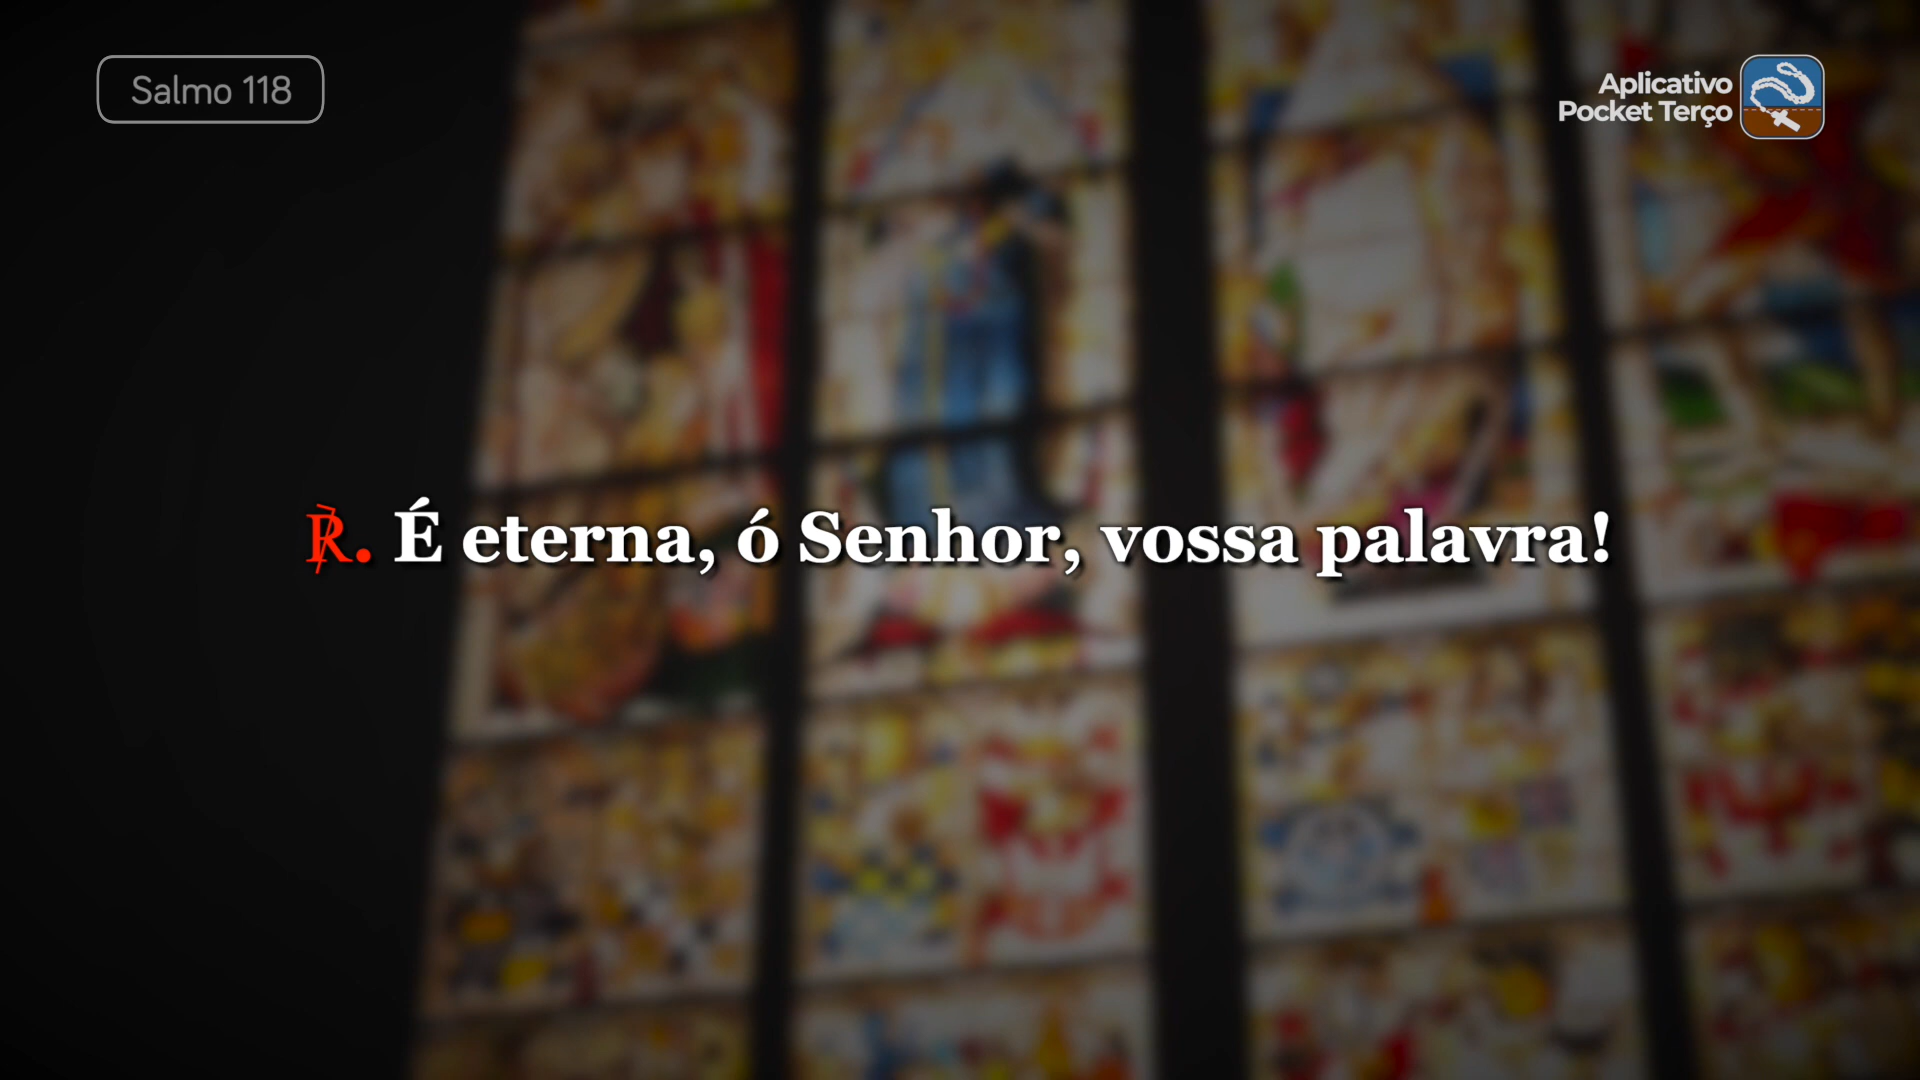 Salmo 118
Aplicativo
Pocket Terço
℟. É eterna, ó Senhor, vossa palavra!